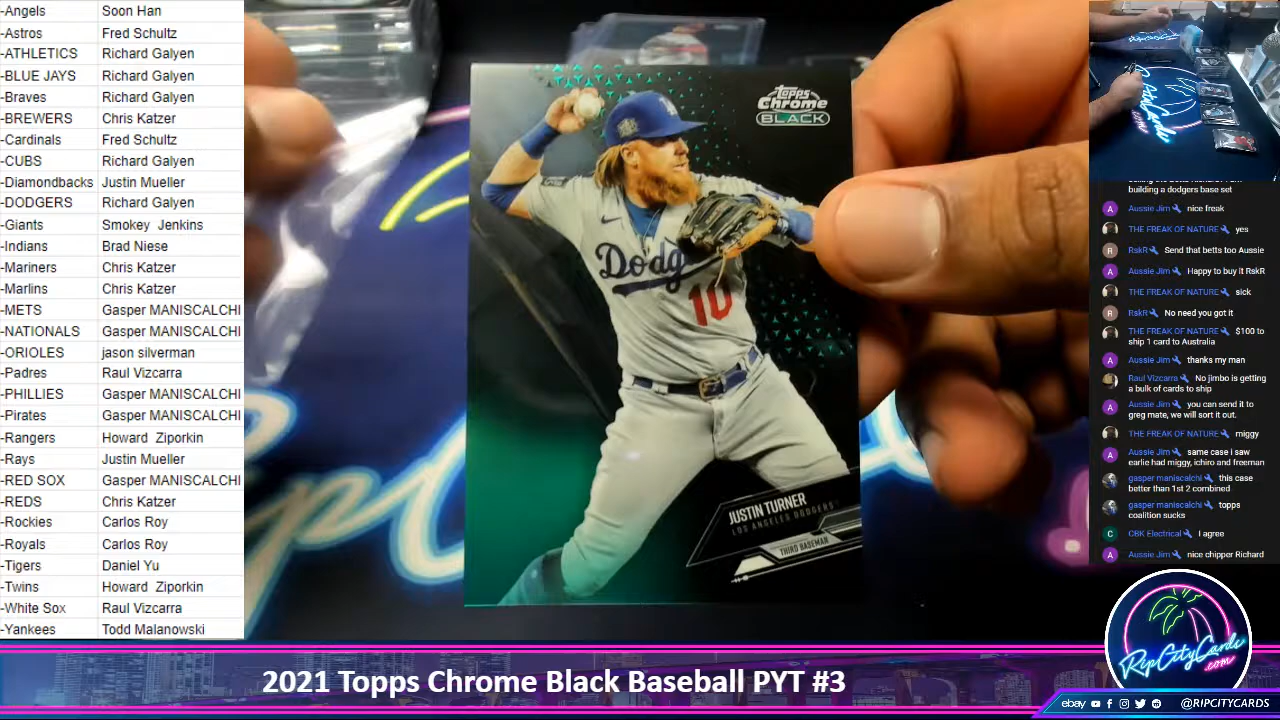 -Angels Soon Han
-Astros Fred Schultz
-ATHLETICS Richard Galyen
-BLUE JAYS Richard Galyen
-Braves Richard Galyen
-BREWERS Chris Katzer
-Cardinals Fred Schultz
-CUBS Richard Galyen
-Diamondbacks Justin Mueller
-DODGERS Richard Galyen
-Giants Smokey Jenkins
-Indians Brad Niese
-Mariners Chris Katzer
-Marlins Chris Katzer
-METS Gasper MANISCALCHI
-NATIONALS Gasper MANISCALCHI
-ORIOLES jason silverman
-Padres Raul Vizcarra
-PHILLIES Gasper MANISCALCHI
-Pirates Gasper MANISCALCHI
-Rangers Howard Ziporkin
-Rays Justin Mueller
-RED SOX Gasper MANISCALCHI
-REDS Chris Katzer
-Rockies Carlos Roy
-Royals Carlos Roy
-Tigers Daniel Yu
-Twins Howard Ziporkin
-White Sox Raul Vizcarra
-Yankees Todd Malanowski
Topps
Chrome
BLACK
Dodg
10
JUSTIN TURNER
LOS ANGELES DODGERS
THIRD BASEMAN
building a dodgers base set
A Aussie Jim nice freak
THE FREAK OF NATURE yes
R RskR Send that betts too Aussie
A Aussie Jim Happy to buy it RskR
THE FREAK OF NATURE sick
R RskR No need you got it
THE FREAK OF NATURE $100 to
ship 1 card to Australia
A Aussie Jim thanks my man
Raul Vizcarra No jimbo is getting
a bulk of cards to ship
A Aussie Jim you can send it to
greg mate, we will sort it out.
THE FREAK OF NATURE miggy
A Aussie Jim same case i saw
earlie had miggy, ichiro and freeman
gasper maniscalchi this case
better than 1st 2 combined
gasper maniscalchi topps
coalition sucks
C CBK Electrical I agree
A Aussie Jim nice chipper Richard
RipCityCards
.com
2021 Topps Chrome Black Baseball PYT #3
ebay @RIPCITYCARDS